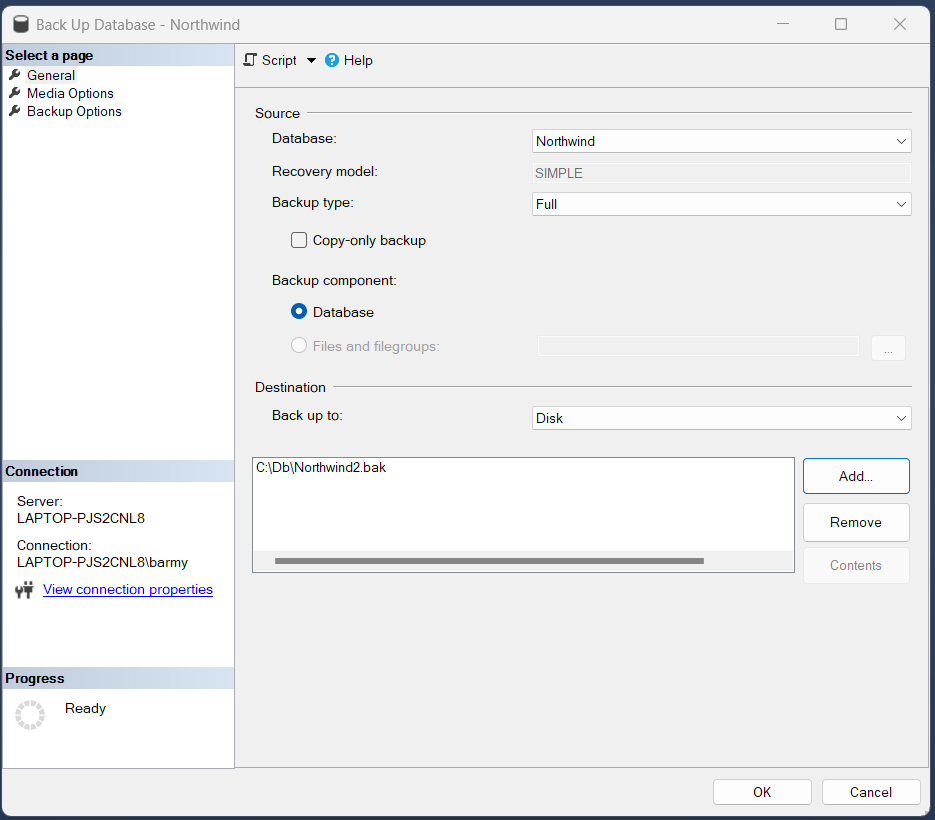 Back Up Database - Northwind
Select a page
General
Media Options
Backup Options
Script
Help
Source
Database:
Northwind
Recovery model:
SIMPLE
Backup type:
Full
Copy-only backup
Backup component:
Database
Files and filegroups:
...
Destination
Back up to:
Disk
C:\Db\Northwind2.bak
Add...
Remove
Contents
Connection
Server:
LAPTOP-PJS2CNL8
Connection:
LAPTOP-PJS2CNL8\barmy
View connection properties
Progress
Ready
OK
Cancel